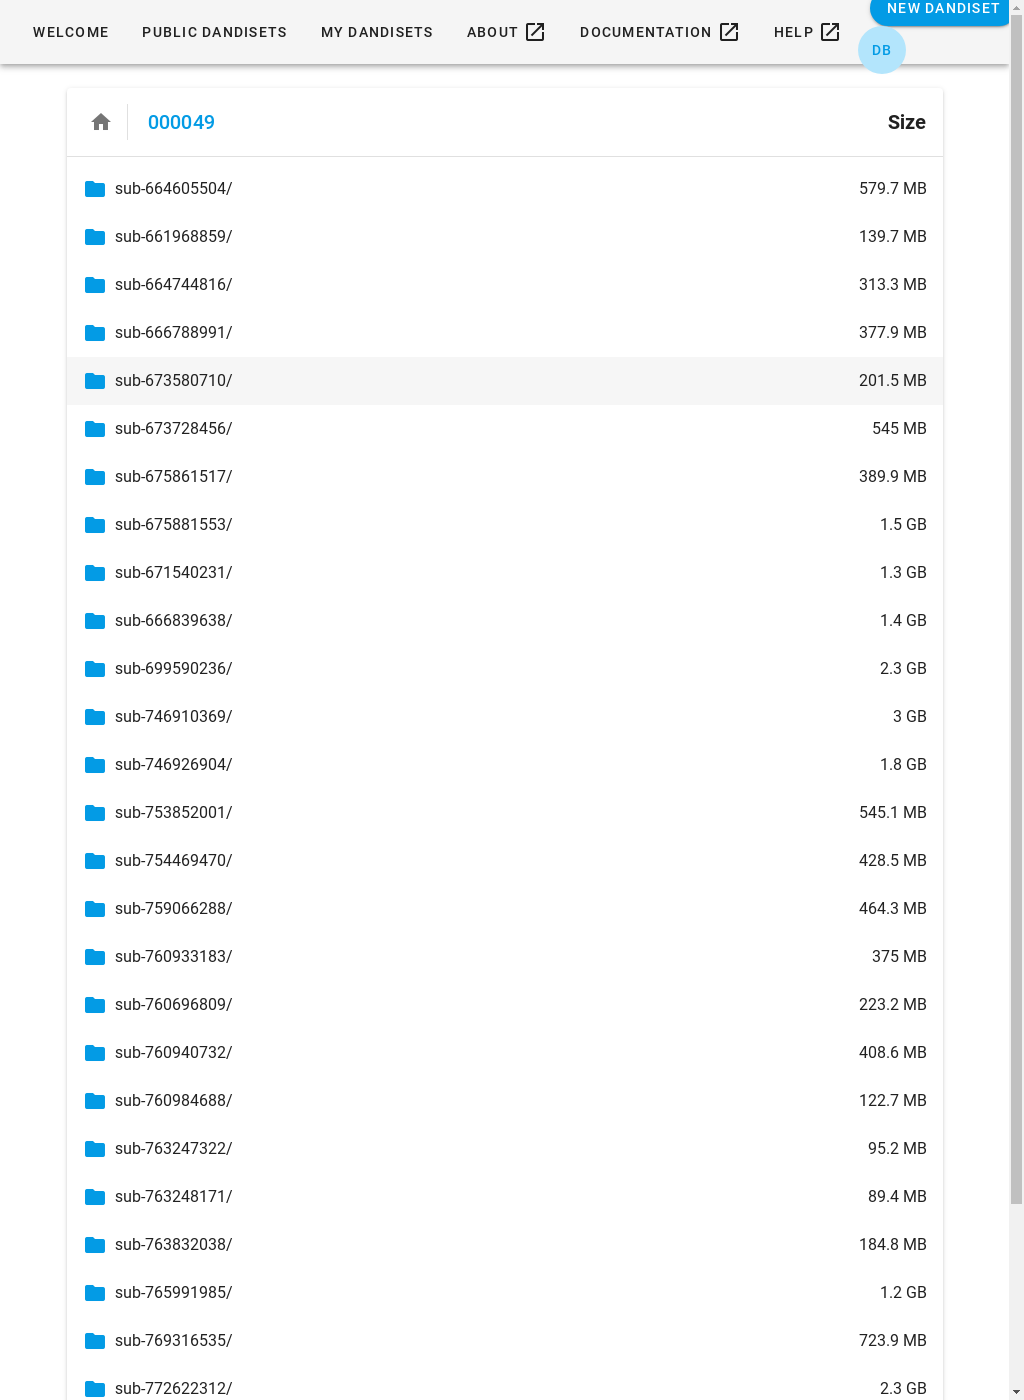 WELCOME PUBLIC DANDISETS MY DANDISETS ABOUT DOCUMENTATION HELP NEW DANDISET
DB
000049 Size
sub-664605504/ 579.7 MB
sub-661968859/ 139.7 MB
sub-664744816/ 313.3 MB
sub-666788991/ 377.9 MB
sub-673580710/ 201.5 MB
sub-673728456/ 545 MB
sub-675861517/ 389.9 MB
sub-675881553/ 1.5 GB
sub-671540231/ 1.3 GB
sub-666839638/ 1.4 GB
sub-699590236/ 2.3 GB
sub-746910369/ 3 GB
sub-746926904/ 1.8 GB
sub-753852001/ 545.1 MB
sub-754469470/ 428.5 MB
sub-759066288/ 464.3 MB
sub-760933183/ 375 MB
sub-760696809/ 223.2 MB
sub-760940732/ 408.6 MB
sub-760984688/ 122.7 MB
sub-763247322/ 95.2 MB
sub-763248171/ 89.4 MB
sub-763832038/ 184.8 MB
sub-765991985/ 1.2 GB
sub-769316535/ 723.9 MB
sub-772622312/ 2.3 GB